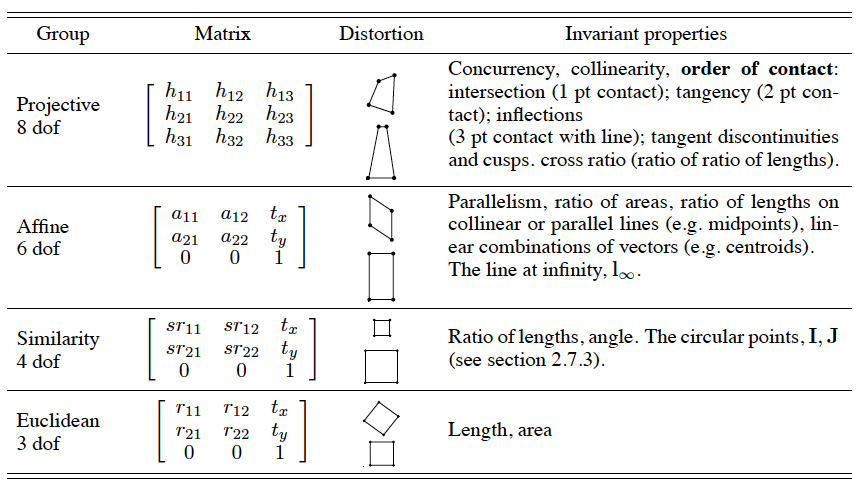 Group Matrix Distortion Invariant properties
Projective
8 dof
h11 h12 h13
h21 h22 h23
h31 h32 h33
Concurrency, collinearity, order of contact:
intersection (1 pt contact); tangency (2 pt con-
tact); inflections
(3 pt contact with line); tangent discontinuities
and cusps. cross ratio (ratio of ratio of lengths).
Affine
6 dof
a11 a12 tx
a21 a22 ty
0 0 1
Parallelism, ratio of areas, ratio of lengths on
collinear or parallel lines (e.g. midpoints), lin-
ear combinations of vectors (e.g. centroids).
The line at infinity, l∞.
Similarity
4 dof
sr11 sr12 tx
sr21 sr22 ty
0 0 1
Ratio of lengths, angle. The circular points, I, J
(see section 2.7.3).
Euclidean
3 dof
r11 r12 tx
r21 r22 ty
0 0 1
Length, area